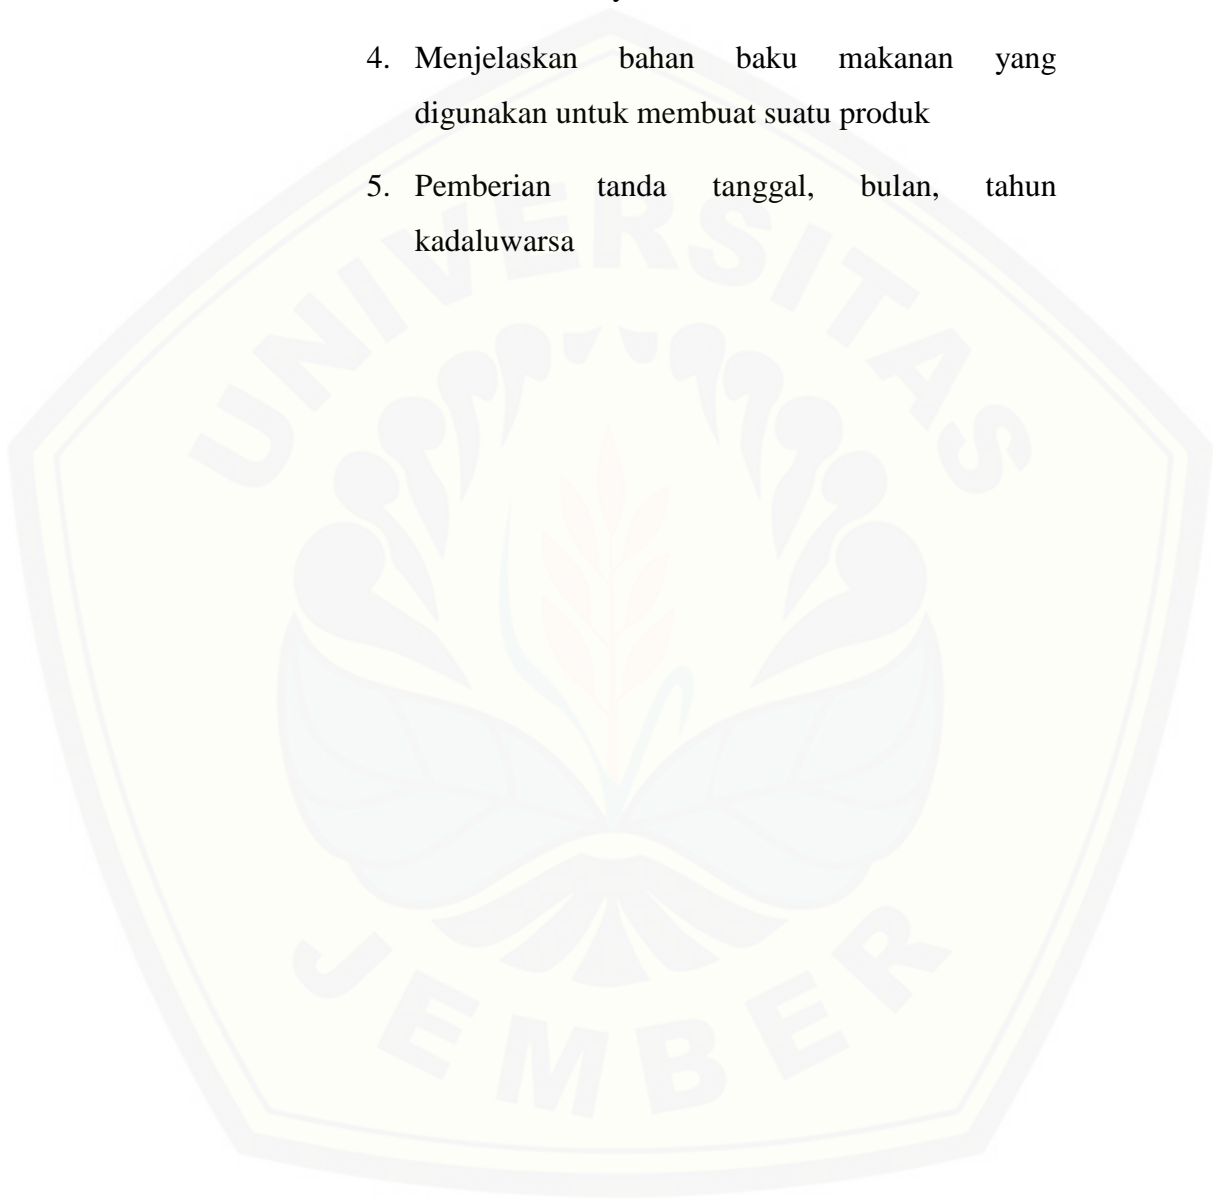 4. Menjelaskan bahan baku makanan yang
digunakan untuk membuat suatu produk
5. Pemberian tanda tanggal, bulan, tahun
kadaluwarsa
UNIVERSITAS
JEMBER